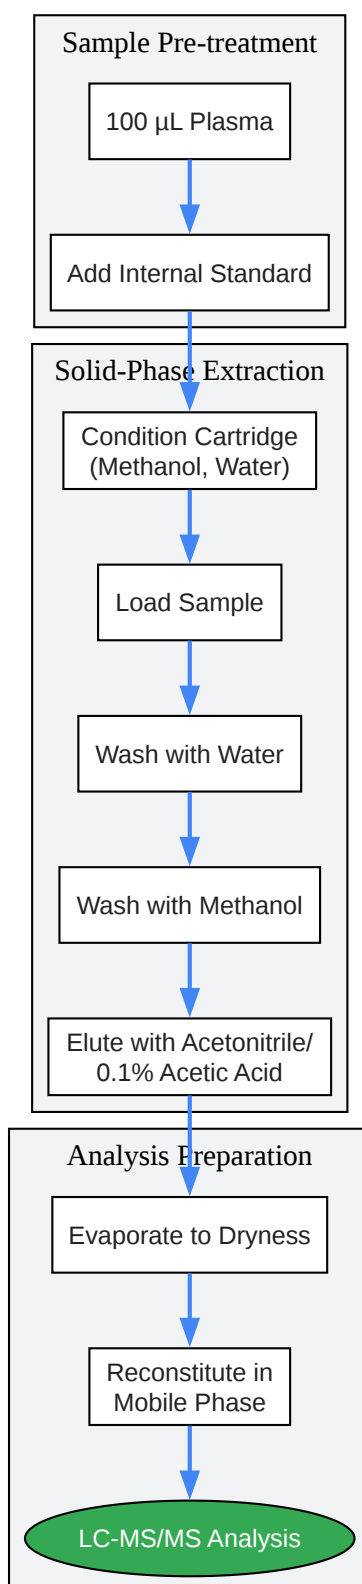 Sample Pre-treatment
100 µL Plasma
Add Internal Standard
Solid-Phase Extraction
Condition Cartridge
(Methanol, Water)
Load Sample
Wash with Water
Wash with Methanol
Elute with Acetonitrile/
0.1% Acetic Acid
Analysis Preparation
Evaporate to Dryness
Reconstitute in
Mobile Phase
LC-MS/MS Analysis